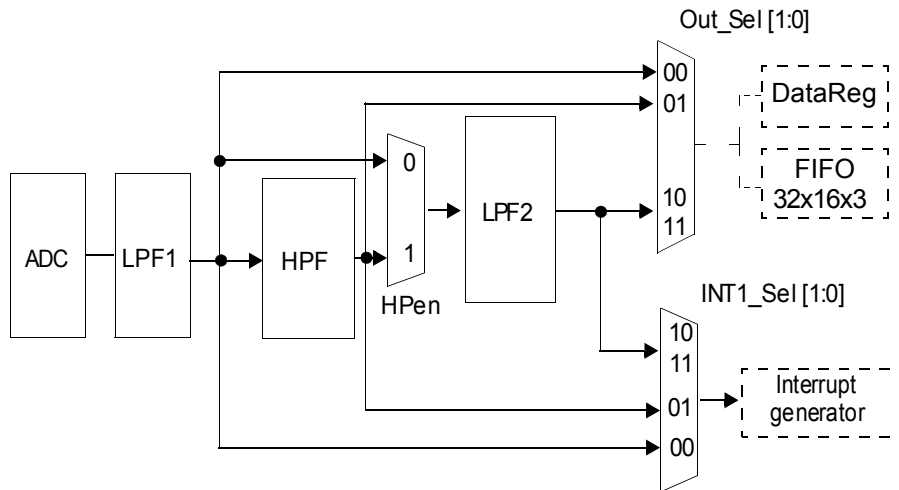 Out_Sel [1:0]
00
01
DataReg
FIFO
32x16x3
0
10
11
ADC
LPF1
HPF
1
LPF2
HPen
INT1_Sel [1:0]
10
11
01
00
Interrupt
generator